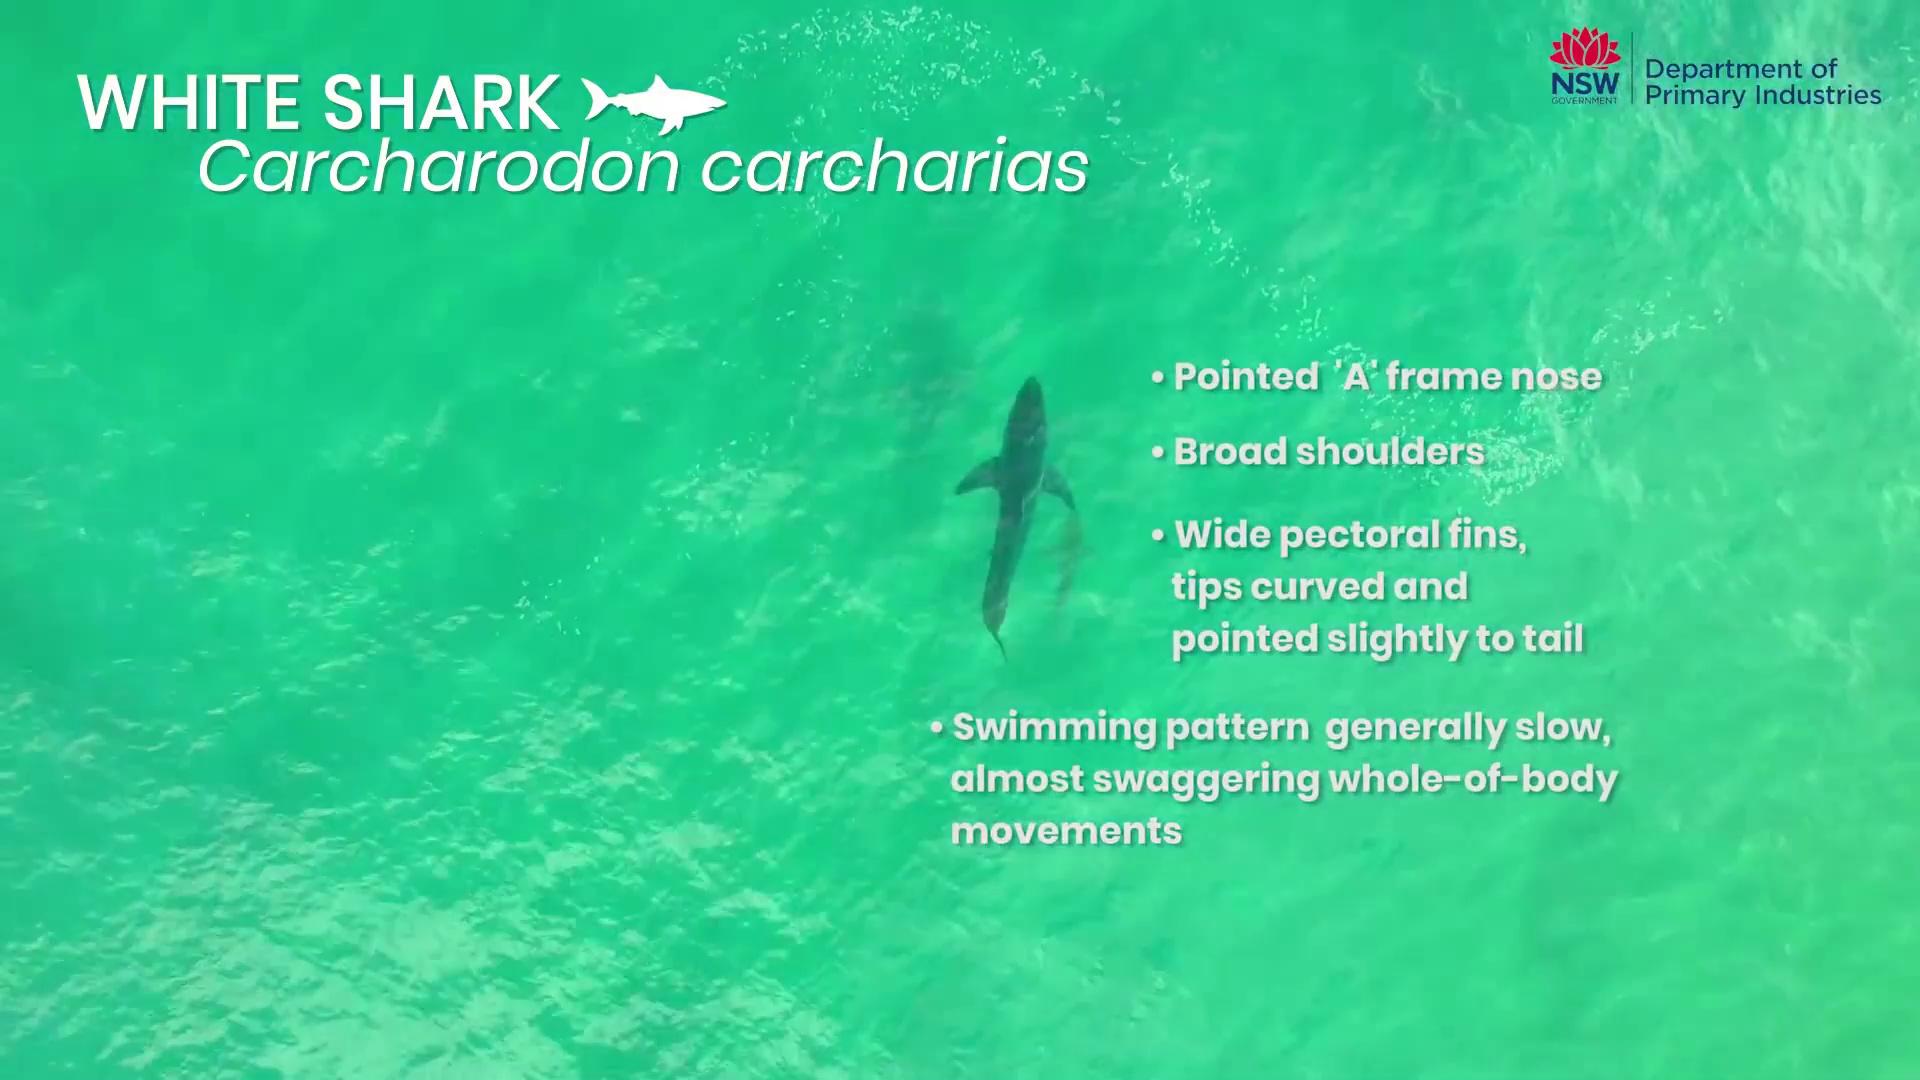 WHITE SHARK
Carcharodon carcharias
NSW
GOVERNMENT
Department of
Primary Industries
• Pointed 'A' frame nose
• Broad shoulders
• Wide pectoral fins,
tips curved and
pointed slightly to tail
• Swimming pattern generally slow,
almost swaggering whole-of-body
movements